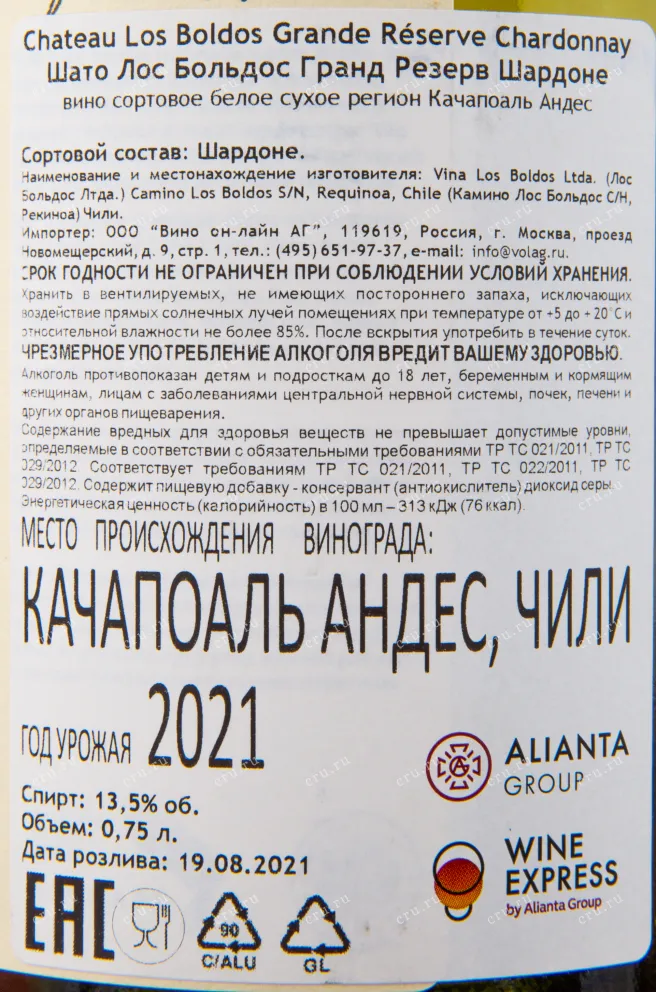 Chateau Los Boldos Grande Réserve Chardonnay
Шато Лос Больдос Гранд Резерв Шардоне
вино сортовое белое сухое регион Качапоаль Андес
Сортовой состав: Шардоне.
Наименование и местонахождение изготовителя: Vina Los Boldos Ltda. (Лос
Больдос Лтда.) Camino Los Boldos S/N, Requinoa, Chile (Камино Лос Больдос С/Н,
Рекиноа) Чили.
Импортер: ООО "Вино он-лайн АГ", 119619, Россия, г. Москва, проезд
Новомещерский, д. 9, стр. 1, тел.: (495) 651-97-37, e-mail: info@volag.ru.
СРОК ГОДНОСТИ НЕ ОГРАНИЧЕН ПРИ СОБЛЮДЕНИИ УСЛОВИЙ ХРАНЕНИЯ.
Хранить в вентилируемых, не имеющих постороннего запаха, исключающих
воздействие прямых солнечных лучей помещениях при температуре от +5 до + 20°С и
относительной влажности не более 85%. После вскрытия употребить в течение суток.
ЧРЕЗМЕРНОЕ УПОТРЕБЛЕНИЕ АЛКОГОЛЯ ВРЕДИТ ВАШЕМУ ЗДОРОВЬЮ.
Алкоголь противопоказан детям и подросткам до 18 лет, беременным и кормящим
женщинам, лицам с заболеваниями центральной нервной системы, почек, печени и
других органов пищеварения.
Содержание вредных для здоровья веществ не превышает допустимые уровни,
определяемые в соответствии с обязательными требованиями ТР ТС 021/2011, ТР ТС
029/2012 Соответствует требованиям ТР ТС 021/2011, ТР ТС 022/2011, ТР ТС
029/2012. Содержит пищевую добавку - консервант (антиокислитель) диоксид серы.
Энергетическая ценность (калорийность) в 100 мл – 313 кДж (76 ккал).
МЕСТО ПРОИСХОЖДЕНИЯ ВИНОГРАДА:
КАЧАПОАЛЬ АНДЕС, ЧИЛИ
ГОД УРОЖАЯ 2021
Спирт: 13,5% об.
Объем: 0,75 л.
Дата розлива: 19.08.2021
ALIANTA
GROUP
WINE
EXPRESS
by Alianta Group
EAC
90
C/ALU
GL
cru.ru